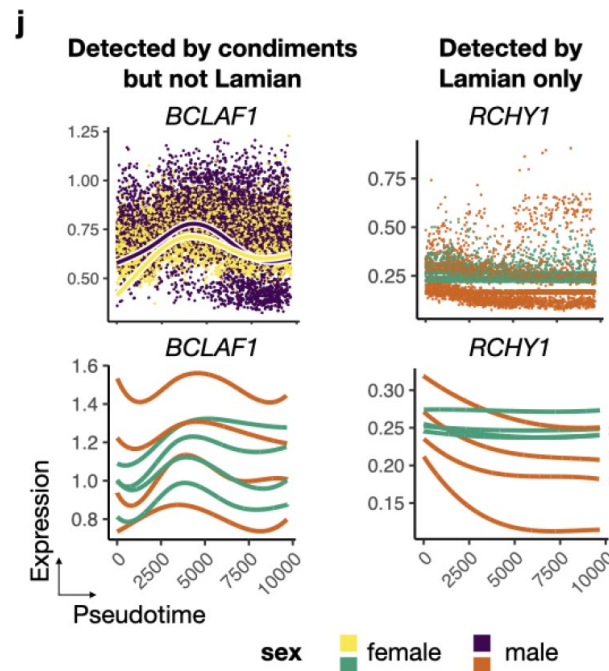 j
Detected by condiments
but not Lamian
Detected by
Lamian only
BCLAF1
RCHY1
1.25
1.00
0.75
0.50
0.75
0.50
0.25
BCLAF1
RCHY1
1.6
1.4
1.2
1.0
0.8
0.30
0.25
0.20
0.15
0
2500
5000
7500
10000
0
2500
5000
7500
10000
Expression
Pseudotime
sex
female
male